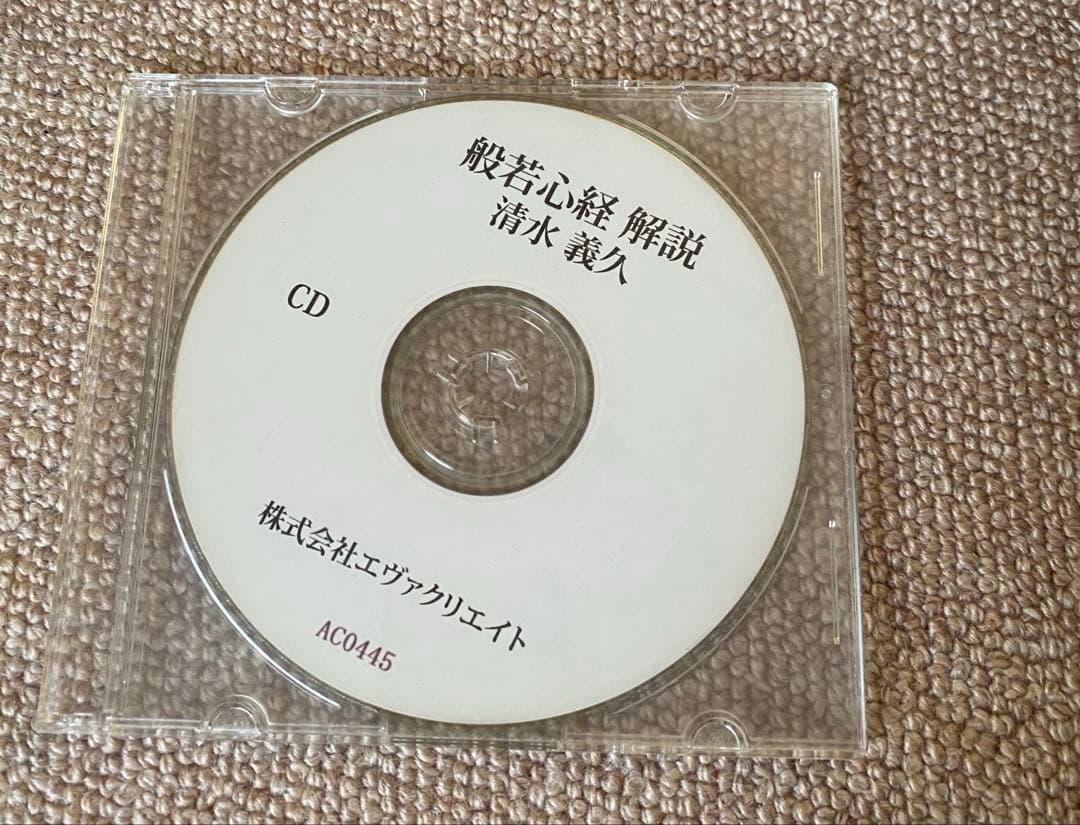 般若心経 解説
清水 義久
CD
株式会社エヴァクリエイト
AC0445